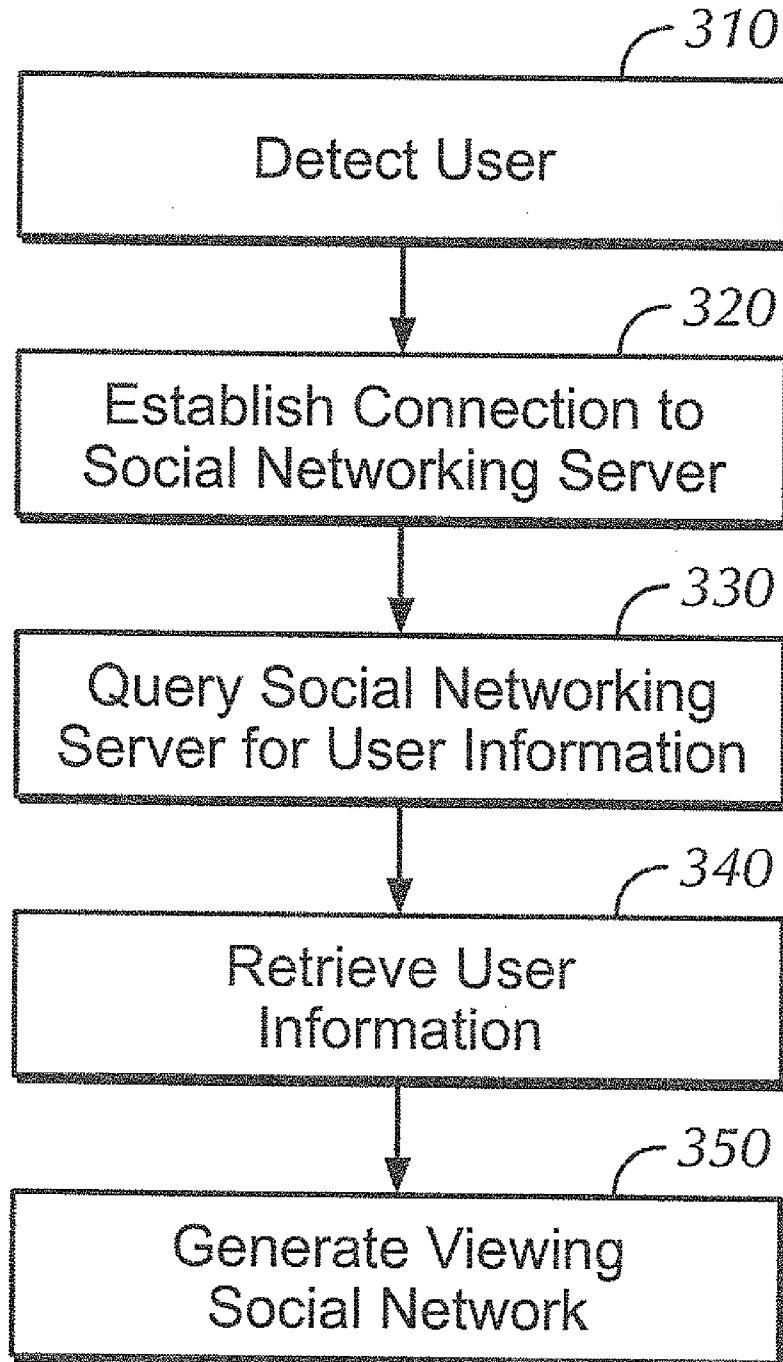 310
Detect User
320
Establish Connection to
Social Networking Server
330
Query Social Networking
Server for User Information
340
Retrieve User
Information
350
Generate Viewing
Social Network